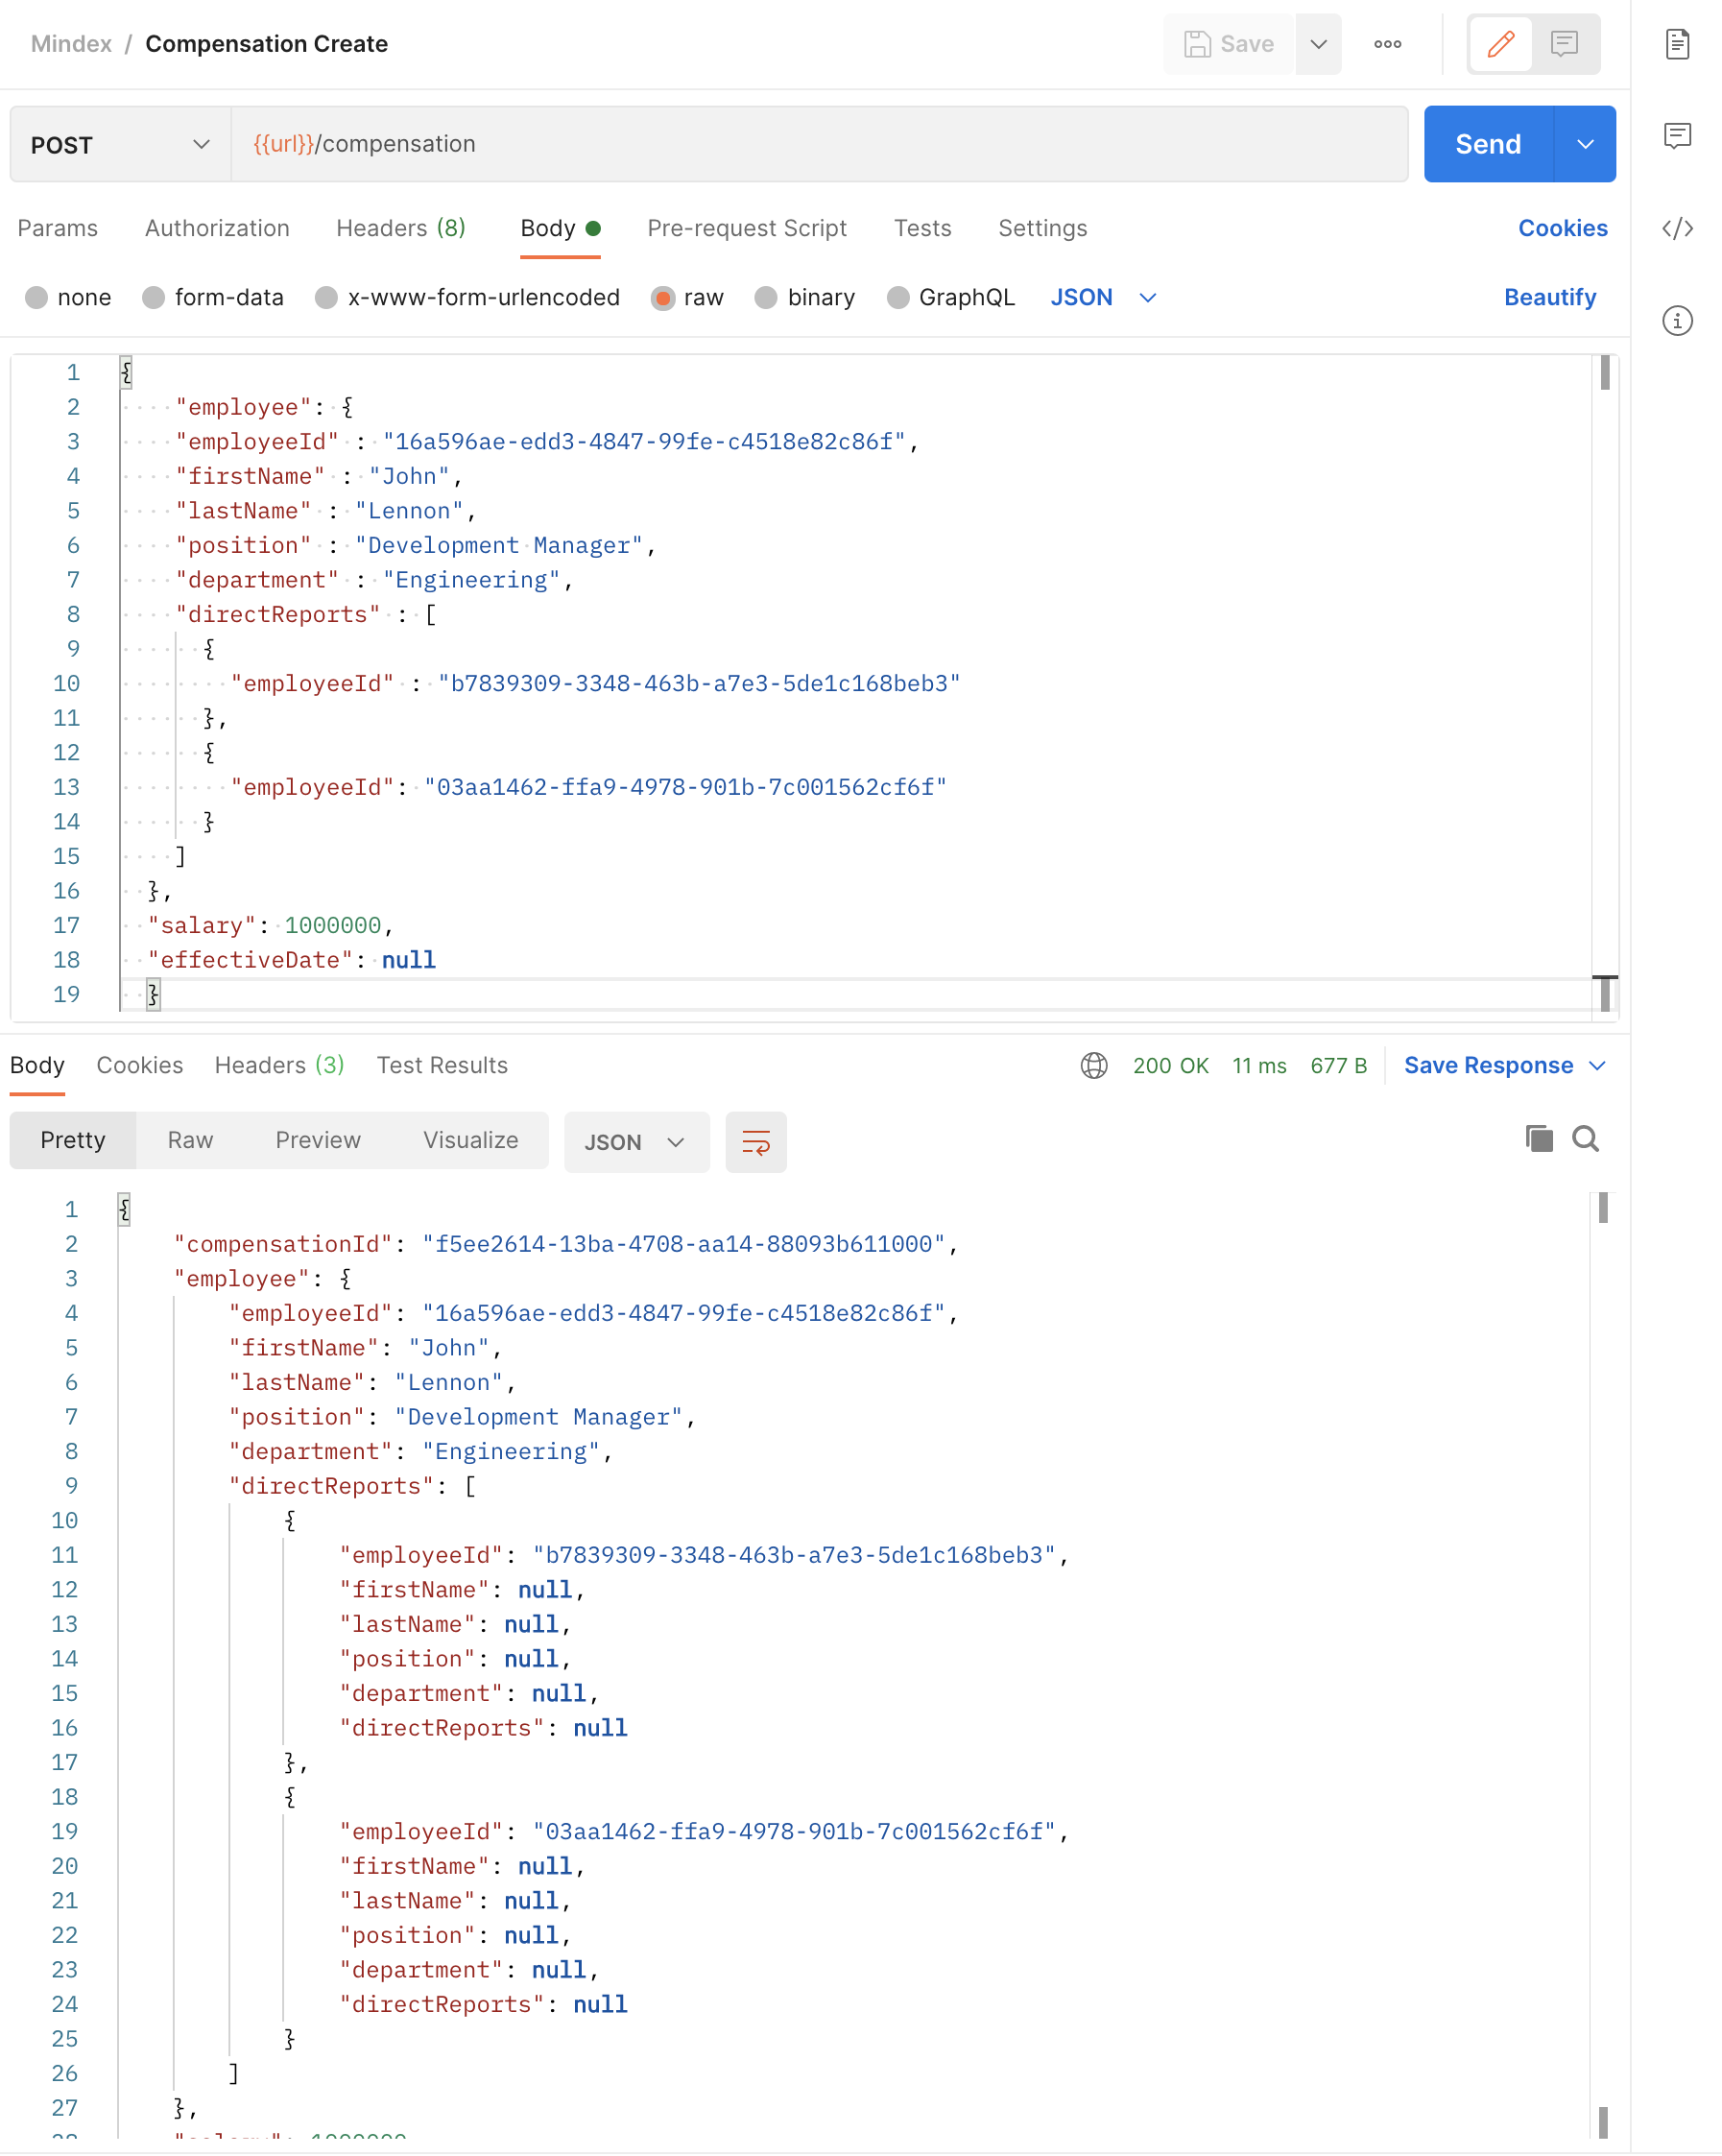 Mindex / Compensation Create
Save
POST
{{url}}/compensation
Send
Params Authorization Headers (8) Body Pre-request Script Tests Settings Cookies
none form-data x-www-form-urlencoded raw binary GraphQL JSON Beautify
1 {
2 "employee": {
3 "employeeId" : "16a596ae-edd3-4847-99fe-c4518e82c86f",
4 "firstName" : "John",
5 "lastName" : "Lennon",
6 "position" : "Development Manager",
7 "department" : "Engineering",
8 "directReports" : [
9 {
10 "employeeId" : "b7839309-3348-463b-a7e3-5de1c168beb3"
11 },
12 {
13 "employeeId": "03aa1462-ffa9-4978-901b-7c001562cf6f"
14 }
15 ]
16 },
17 "salary": 1000000,
18 "effectiveDate": null
19 }
Body Cookies Headers (3) Test Results 200 OK 11 ms 677 B Save Response
Pretty Raw Preview Visualize JSON
1 {
2 "compensationId": "f5ee2614-13ba-4708-aa14-88093b611000",
3 "employee": {
4 "employeeId": "16a596ae-edd3-4847-99fe-c4518e82c86f",
5 "firstName": "John",
6 "lastName": "Lennon",
7 "position": "Development Manager",
8 "department": "Engineering",
9 "directReports": [
10 {
11 "employeeId": "b7839309-3348-463b-a7e3-5de1c168beb3",
12 "firstName": null,
13 "lastName": null,
14 "position": null,
15 "department": null,
16 "directReports": null
17 },
18 {
19 "employeeId": "03aa1462-ffa9-4978-901b-7c001562cf6f",
20 "firstName": null,
21 "lastName": null,
22 "position": null,
23 "department": null,
24 "directReports": null
25 }
26 ]
27 },